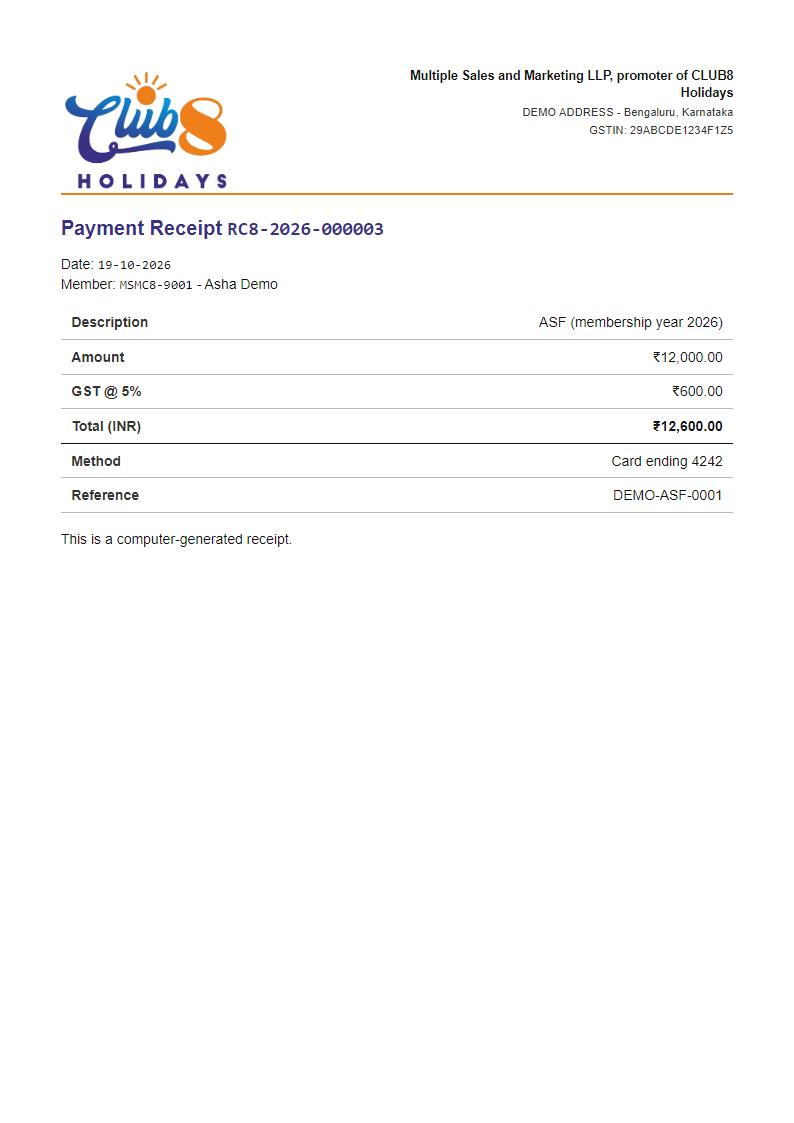 Club8
HOLIDAYS
Multiple Sales and Marketing LLP, promoter of CLUB8
Holidays
DEMO ADDRESS - Bengaluru, Karnataka
GSTIN: 29ABCDE1234F1Z5
Payment Receipt RC8-2026-000003
Date: 19-10-2026
Member: MSMC8-9001 - Asha Demo
Description ASF (membership year 2026)
Amount ₹12,000.00
GST @ 5% ₹600.00
Total (INR) ₹12,600.00
Method Card ending 4242
Reference DEMO-ASF-0001
This is a computer-generated receipt.